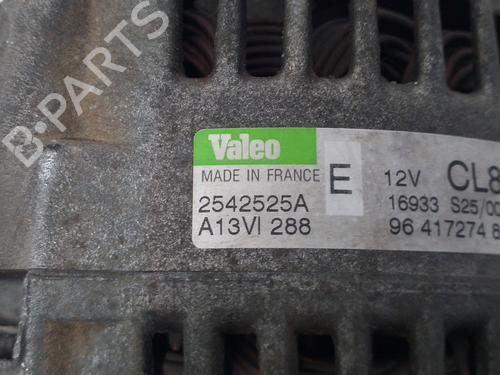 B-PARTS
Valeo
MADE IN FRANCE E 12V CL8
2542525A 16933 S25/00
A13VI 288 96 417274 8